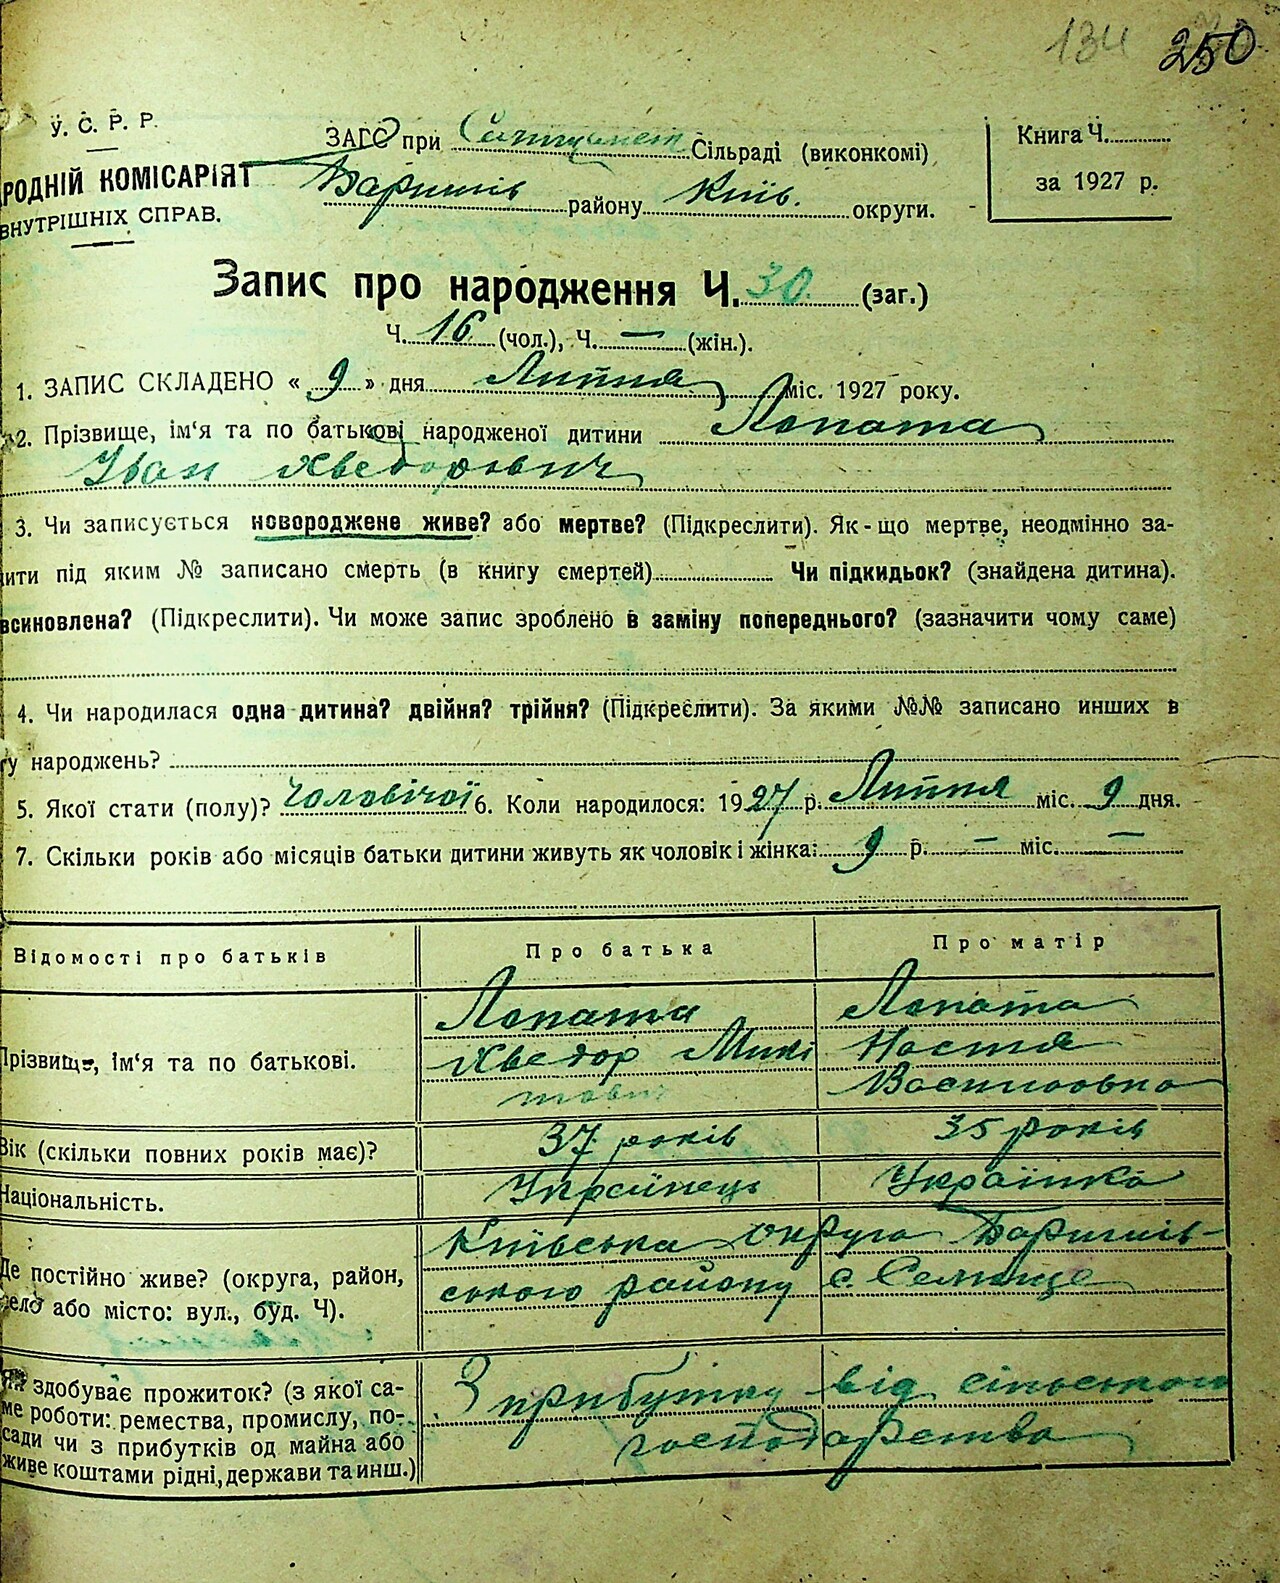 134 250
У. С. Р. Р.
РОДНІЙ КОМІСАРІЯТ
ВНУТРІШНІХ СПРАВ.
ЗАГС при Сільраді (виконкомі)
Баришів району Київ. округи.
Книга Ч.
за 1927 р.
Запис про народження Ч. 30 (заг.)
Ч. 16 (чол.), Ч. — (жін.).
1. ЗАПИС СКЛАДЕНО « 9 » дня Липня міс. 1927 року.
2. Прізвище, ім'я та по батькові народженої дитини Лопата
Іван Хведорович
3. Чи записується новороджене живе? або мертве? (Підкреслити). Як-що мертве, неодмінно за-
ити під яким № записано смерть (в книгу смертей) Чи підкидьок? (знайдена дитина).
всиновлена? (Підкреслити). Чи може запис зроблено в заміну попереднього? (зазначити чому саме)
4. Чи народилася одна дитина? двійня? трійня? (Підкреслити). За якими №№ записано инших в
гу народжень?
5. Якої стати (полу)? Чоловічої 6. Коли народилося: 1927 р. Липня міс. 9 дня.
7. Скільки років або місяців батьки дитини живуть як чоловік і жінка: 9 р. — міс. —
Відомості про батьків Про батька Про матір
Прізвище, ім'я та по батькові.
Лопата Лопата
Хведор Микі Настя
тови Василовна
Вік (скільки повних років має)? 37 років 35 років
Національність. Українець Українка
Де постійно живе? (округа, район,
село або місто: вул., буд. Ч).
Київська округа Баришів-
ського району с. Селище
Як здобуває прожиток? (з якої са-
ме роботи: ремества, промислу, по-
сади чи з прибутків од майна або
живе коштами рідні, держави та инш.)
З прибутку від сільського
господарства